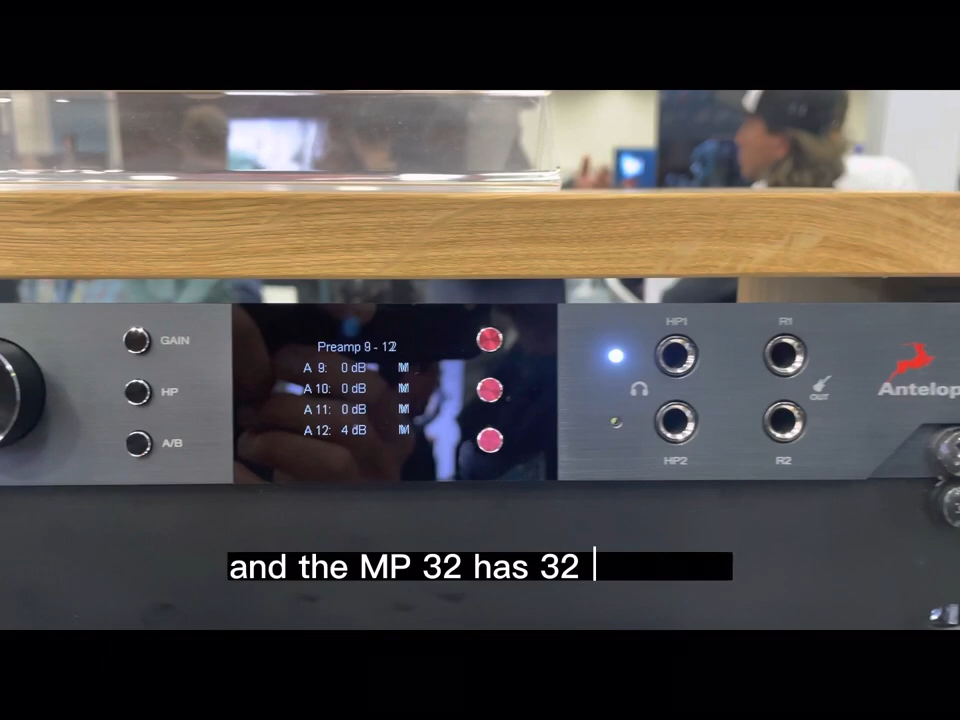 GAIN
HP
A/B
Preamp 9 - 12
A 9: 0 dB M
A 10: 0 dB M
A 11: 0 dB M
A 12: 4 dB M
HP1
R1
OUT
HP2
R2
Antelop
and the MP 32 has 32